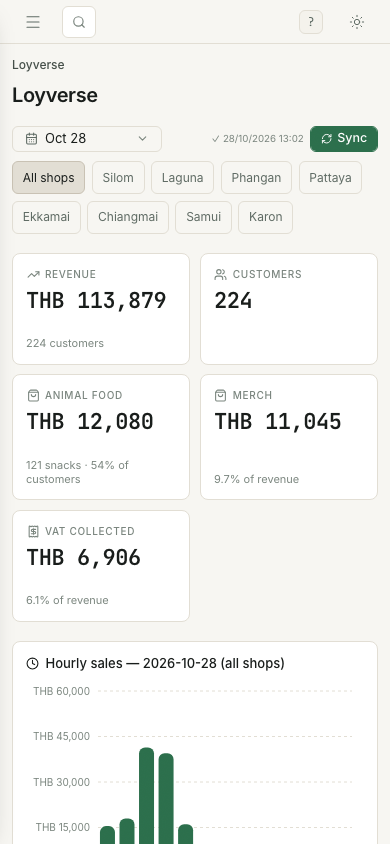 ?
Loyverse
Loyverse
Oct 28
28/10/2026 13:02
Sync
All shops
Silom
Laguna
Phangan
Pattaya
Ekkamai
Chiangmai
Samui
Karon
REVENUE
THB 113,879
224 customers
CUSTOMERS
224
ANIMAL FOOD
THB 12,080
121 snacks · 54% of
customers
MERCH
THB 11,045
9.7% of revenue
VAT COLLECTED
THB 6,906
6.1% of revenue
Hourly sales — 2026-10-28 (all shops)
THB 60,000
THB 45,000
THB 30,000
THB 15,000